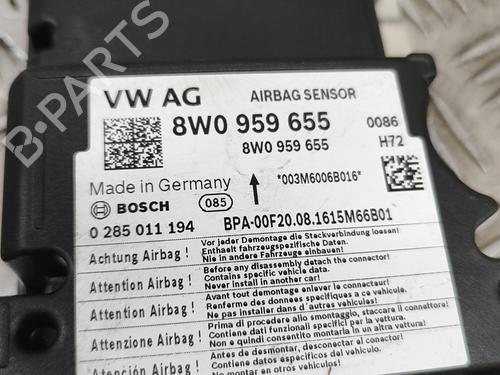 B-PARTS
VW AG
AIRBAG SENSOR
8W0 959 655
0086
8W0 959 655
H72
*003M6006B016*
Made in Germany
BOSCH
085
0 285 011 194
BPA-00F20.08.1615M66B01
Achtung Airbag !
Vor jeder Demontage die Steckverbindung loesen!
Enthält fahrzeugspezifische Daten.
Nie in andere Fahrzeuge einbauen!
Attention Airbag !
Before any disassembly detach the connector!
Contains specific vehicle data.
Never install in another car!
Attention Airbag !
Avant tout demontage enlever le connecteur!
Renferme des données spécifiques a ce vehicule.
Ne pas installer dans d´autres véhicules!
Attenzione Airbag !
Prima di procedere allo smontaggio, staccare il connettore!
Contiene dati funzionali specifici per la vettura.
Non e quindi consentito montarla in un altra vettura!
Atención Airbag !
Antes de desmontar, desconectar el conector!
Contiene datos específicos del vehículo.